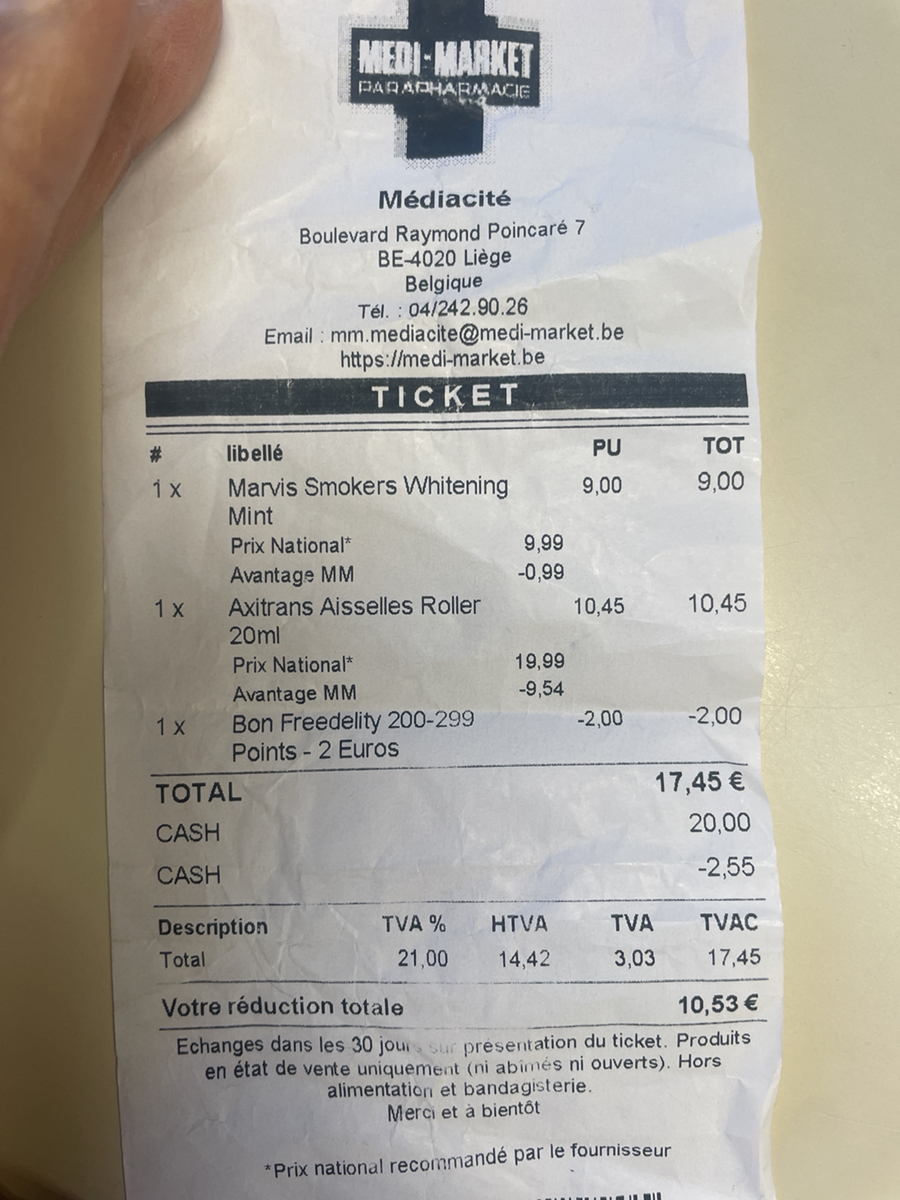 MEDI-MARKET
PARAPHARMACIE
Médiacité
Boulevard Raymond Poincaré 7
BE-4020 Liège
Belgique
Tél. : 04/242.90.26
Email : mm.mediacite@medi-market.be
https://medi-market.be
TICKET
# libellé PU TOT
1 x Marvis Smokers Whitening 9,00 9,00
Mint
Prix National* 9,99
Avantage MM -0,99
1 x Axitrans Aisselles Roller 10,45 10,45
20ml
Prix National* 19,99
Avantage MM -9,54
1 x Bon Freedelity 200-299 -2,00 -2,00
Points - 2 Euros
TOTAL 17,45 €
CASH 20,00
CASH -2,55
Description TVA % HTVA TVA TVAC
Total 21,00 14,42 3,03 17,45
Votre réduction totale 10,53 €
Echanges dans les 30 jours sur présentation du ticket. Produits
en état de vente uniquement (ni abîmés ni ouverts). Hors
alimentation et bandagisterie.
Merci et à bientôt
*Prix national recommandé par le fournisseur